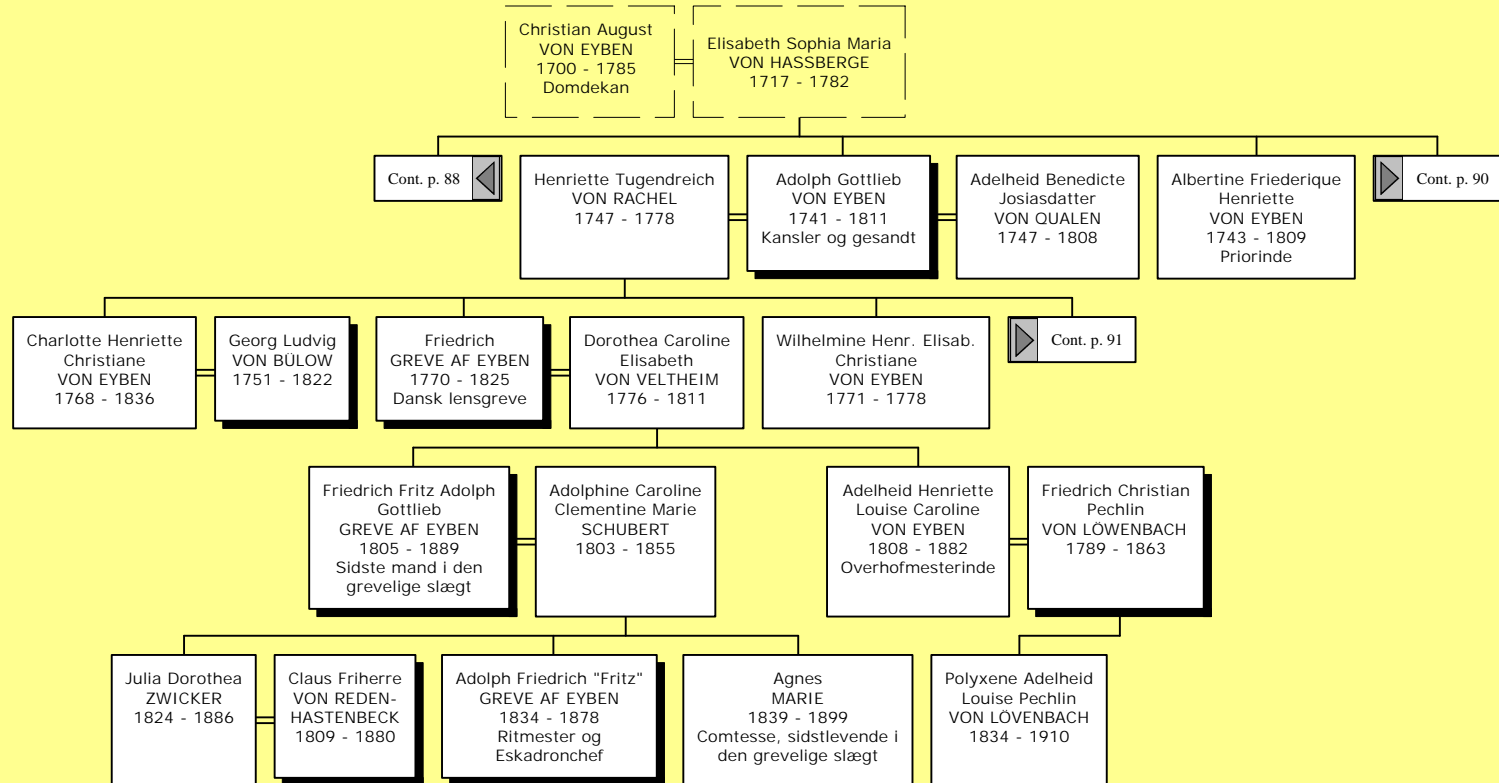 Christian August
VON EYBEN
1700 - 1785
Domdekan
Elisabeth Sophia Maria
VON HASSBERGE
1717 - 1782
Cont. p. 88
Henriette Tugendreich
VON RACHEL
1747 - 1778
Adolph Gottlieb
VON EYBEN
1741 - 1811
Kansler og gesandt
Adelheid Benedicte
Josiasdatter
VON QUALEN
1747 - 1808
Albertine Friederique
Henriette
VON EYBEN
1743 - 1809
Priorinde
Cont. p. 90
Charlotte Henriette
Christiane
VON EYBEN
1768 - 1836
Georg Ludvig
VON BÜLOW
1751 - 1822
Friedrich
GREVE AF EYBEN
1770 - 1825
Dansk lensgreve
Dorothea Caroline
Elisabeth
VON VELTHEIM
1776 - 1811
Wilhelmine Henr. Elisab.
Christiane
VON EYBEN
1771 - 1778
Cont. p. 91
Friedrich Fritz Adolph
Gottlieb
GREVE AF EYBEN
1805 - 1889
Sidste mand i den
grevelige slægt
Adolphine Caroline
Clementine Marie
SCHUBERT
1803 - 1855
Adelheid Henriette
Louise Caroline
VON EYBEN
1808 - 1882
Overhofmesterinde
Friedrich Christian
Pechlin
VON LÖWENBACH
1789 - 1863
Julia Dorothea
ZWICKER
1824 - 1886
Claus Friherre
VON REDEN-
HASTENBECK
1809 - 1880
Adolph Friedrich "Fritz"
GREVE AF EYBEN
1834 - 1878
Ritmester og
Eskadronchef
Agnes
MARIE
1839 - 1899
Comtesse, sidstlevende i
den grevelige slægt
Polyxene Adelheid
Louise Pechlin
VON LÖVENBACH
1834 - 1910